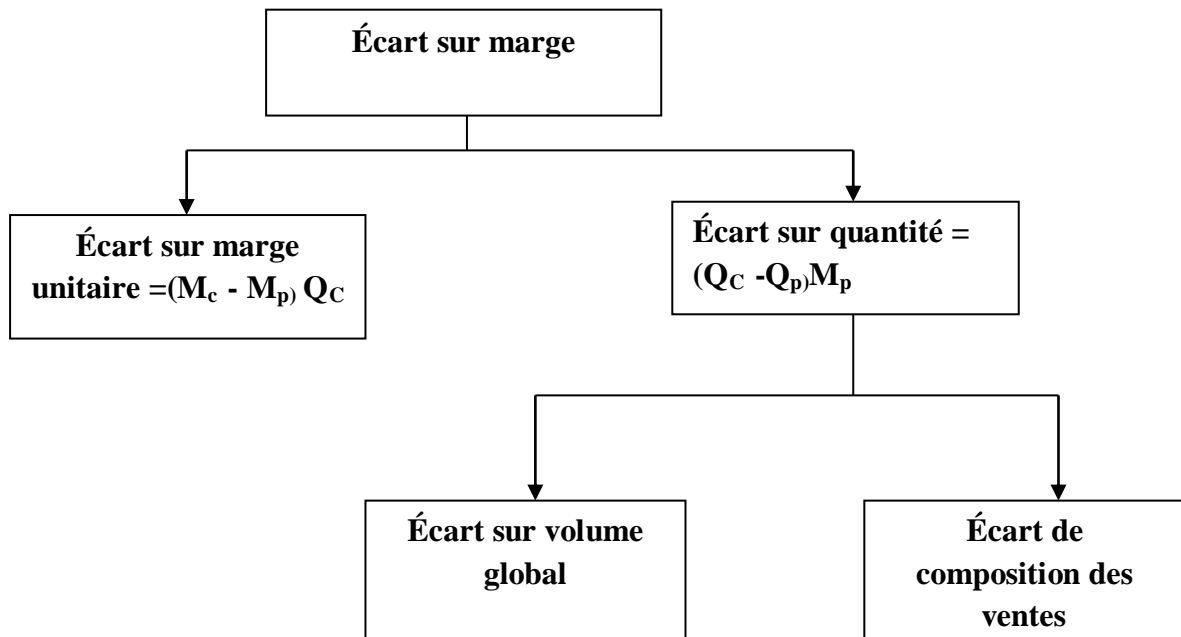 Écart sur marge
Écart sur marge
unitaire =(Mc - Mp) QC
Écart sur quantité =
(QC -Qp)Mp
Écart sur volume
global
Écart de
composition des
ventes